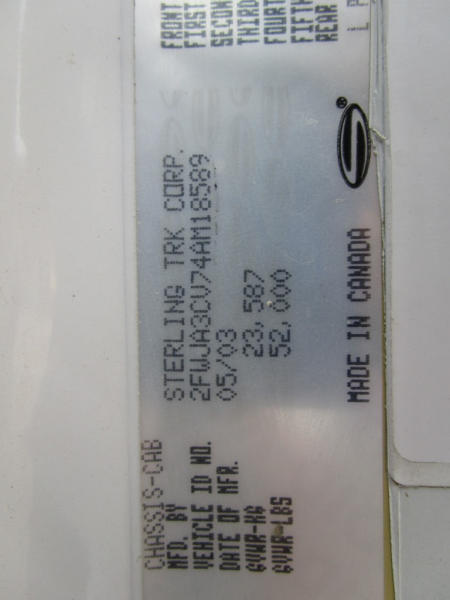 CHASSIS-CAB
MFD. BY STERLING TRK CORP.
VEHICLE ID NO. 2FWJA3CV74AM18589
DATE OF MFR. 05/03
GVWR-KG 23,587
GVWR-LBS 52,000
MADE IN CANADA
®
FRONT
FIRST
SECON
THIRD
FOURT
FIFTH
REAR